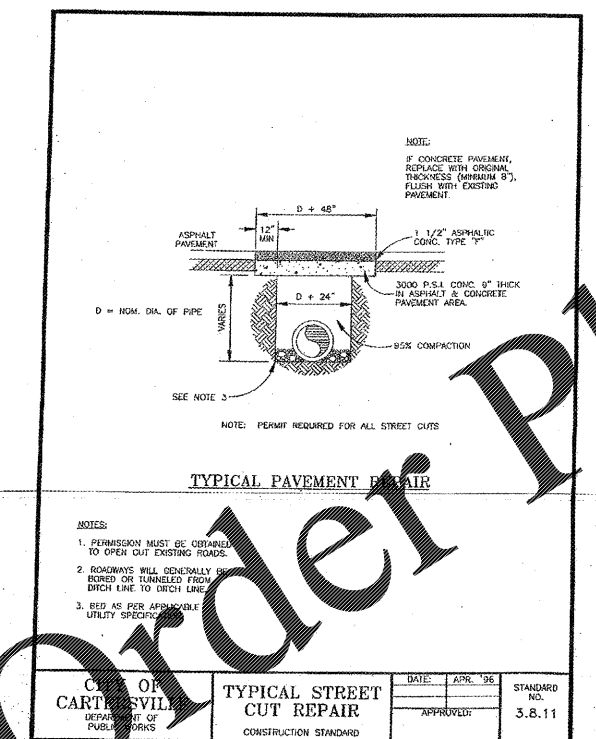 NOTE:
IF CONCRETE PAVEMENT,
REPLACE WITH ORIGINAL
THICKNESS (MINIMUM 8"),
FLUSH WITH EXISTING
PAVEMENT.
D + 48"
12"
MIN
ASPHALT
PAVEMENT
1 1/2" ASPHALTIC
CONC. TYPE "F"
3000 P.S.I. CONC. 8" THICK
IN ASPHALT & CONCRETE
PAVEMENT AREA.
D + 24"
D = NOM. DIA. OF PIPE
VARIES
95% COMPACTION
SEE NOTE 3
NOTE: PERMIT REQUIRED FOR ALL STREET CUTS
TYPICAL PAVEMENT REPAIR
NOTES:
1. PERMISSION MUST BE OBTAINED
TO OPEN CUT EXISTING ROADS.
2. ROADWAYS WILL GENERALLY BE
BORED OR TUNNELED FROM
DITCH LINE TO DITCH LINE.
3. BED AS PER APPLICABLE
UTILITY SPECIFICATIONS
Order Pl
CITY OF
CARTERSVILLE
DEPARTMENT OF
PUBLIC WORKS
TYPICAL STREET
CUT REPAIR
CONSTRUCTION STANDARD
DATE: APR. '96
APPROVED:
STANDARD
NO.
3.8.11